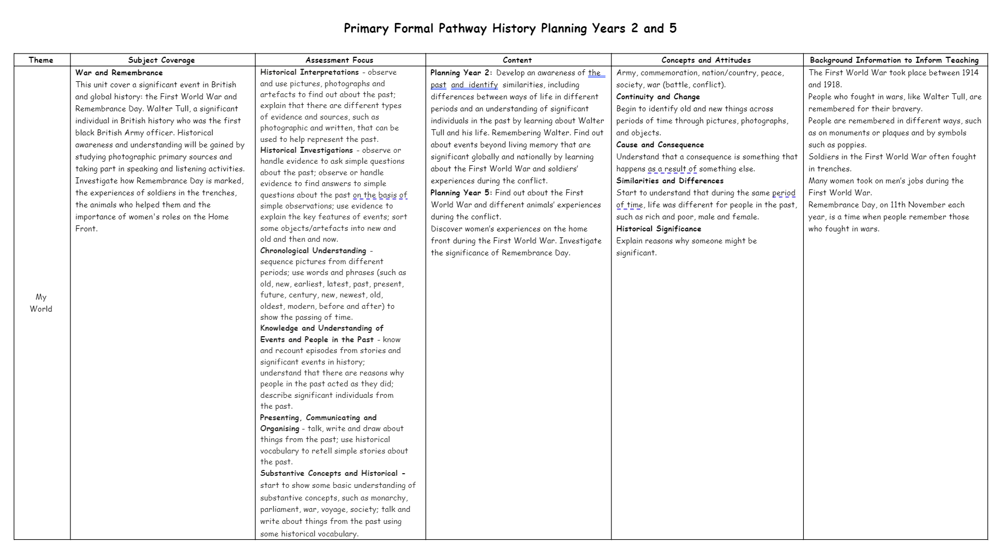 Primary Formal Pathway History Planning Years 2 and 5
Theme
Subject Coverage
Assessment Focus
Content
Concepts and Attitudes
Background Information to Inform Teaching
My
World
War and Remembrance
This unit cover a significant event in British
and global history: the First World War and
Remembrance Day. Walter Tull, a significant
individual in British history who was the first
black British Army officer. Historical
awareness and understanding will be gained by
studying photographic primary sources and
taking part in speaking and listening activities.
Investigate how Remembrance Day is marked,
the experiences of soldiers in the trenches,
the animals who helped them and the
importance of women's roles on the Home
Front.
Historical Interpretations - observe
and use pictures, photographs and
artefacts to find out about the past;
explain that there are different types
of evidence and sources, such as
photographic and written, that can be
used to help represent the past.
Historical Investigations - observe or
handle evidence to ask simple questions
about the past; observe or handle
evidence to find answers to simple
questions about the past on the basis of
simple observations; use evidence to
explain the key features of events; sort
some objects/artefacts into new and
old and then and now.
Chronological Understanding -
sequence pictures from different
periods; use words and phrases (such as
old, new, earliest, latest, past, present,
future, century, new, newest, old,
oldest, modern, before and after) to
show the passing of time.
Knowledge and Understanding of
Events and People in the Past - know
and recount episodes from stories and
significant events in history;
understand that there are reasons why
people in the past acted as they did;
describe significant individuals from
the past.
Presenting, Communicating and
Organising - talk, write and draw about
things from the past; use historical
vocabulary to retell simple stories about
the past.
Substantive Concepts and Historical -
start to show some basic understanding of
substantive concepts, such as monarchy,
parliament, war, voyage, society; talk and
write about things from the past using
some historical vocabulary.
Planning Year 2: Develop an awareness of the
past and identify similarities, including
differences between ways of life in different
periods and an understanding of significant
individuals in the past by learning about Walter
Tull and his life. Remembering Walter. Find out
about events beyond living memory that are
significant globally and nationally by learning
about the First World War and soldiers’
experiences during the conflict.
Planning Year 5: Find out about the First
World War and different animals’ experiences
during the conflict.
Discover women’s experiences on the home
front during the First World War. Investigate
the significance of Remembrance Day.
Army, commemoration, nation/country, peace,
society, war (battle, conflict).
Continuity and Change
Begin to identify old and new things across
periods of time through pictures, photographs,
and objects.
Cause and Consequence
Understand that a consequence is something that
happens as a result of something else.
Similarities and Differences
Start to understand that during the same period
of time, life was different for people in the past,
such as rich and poor, male and female.
Historical Significance
Explain reasons why someone might be
significant.
The First World War took place between 1914
and 1918.
People who fought in wars, like Walter Tull, are
remembered for their bravery.
People are remembered in different ways, such
as on monuments or plaques and by symbols
such as poppies.
Soldiers in the First World War often fought
in trenches.
Many women took on men’s jobs during the
First World War.
Remembrance Day, on 11th November each
year, is a time when people remember those
who fought in wars.